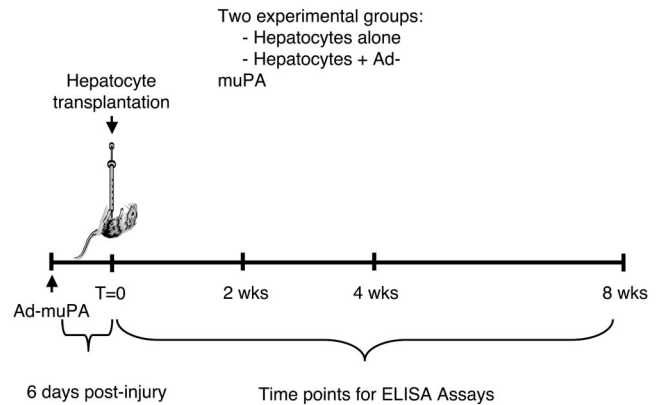 Two experimental groups:
- Hepatocytes alone
- Hepatocytes + Ad-
muPA
Hepatocyte
transplantation
T=0
2 wks
4 wks
8 wks
Ad-muPA
6 days post-injury
Time points for ELISA Assays